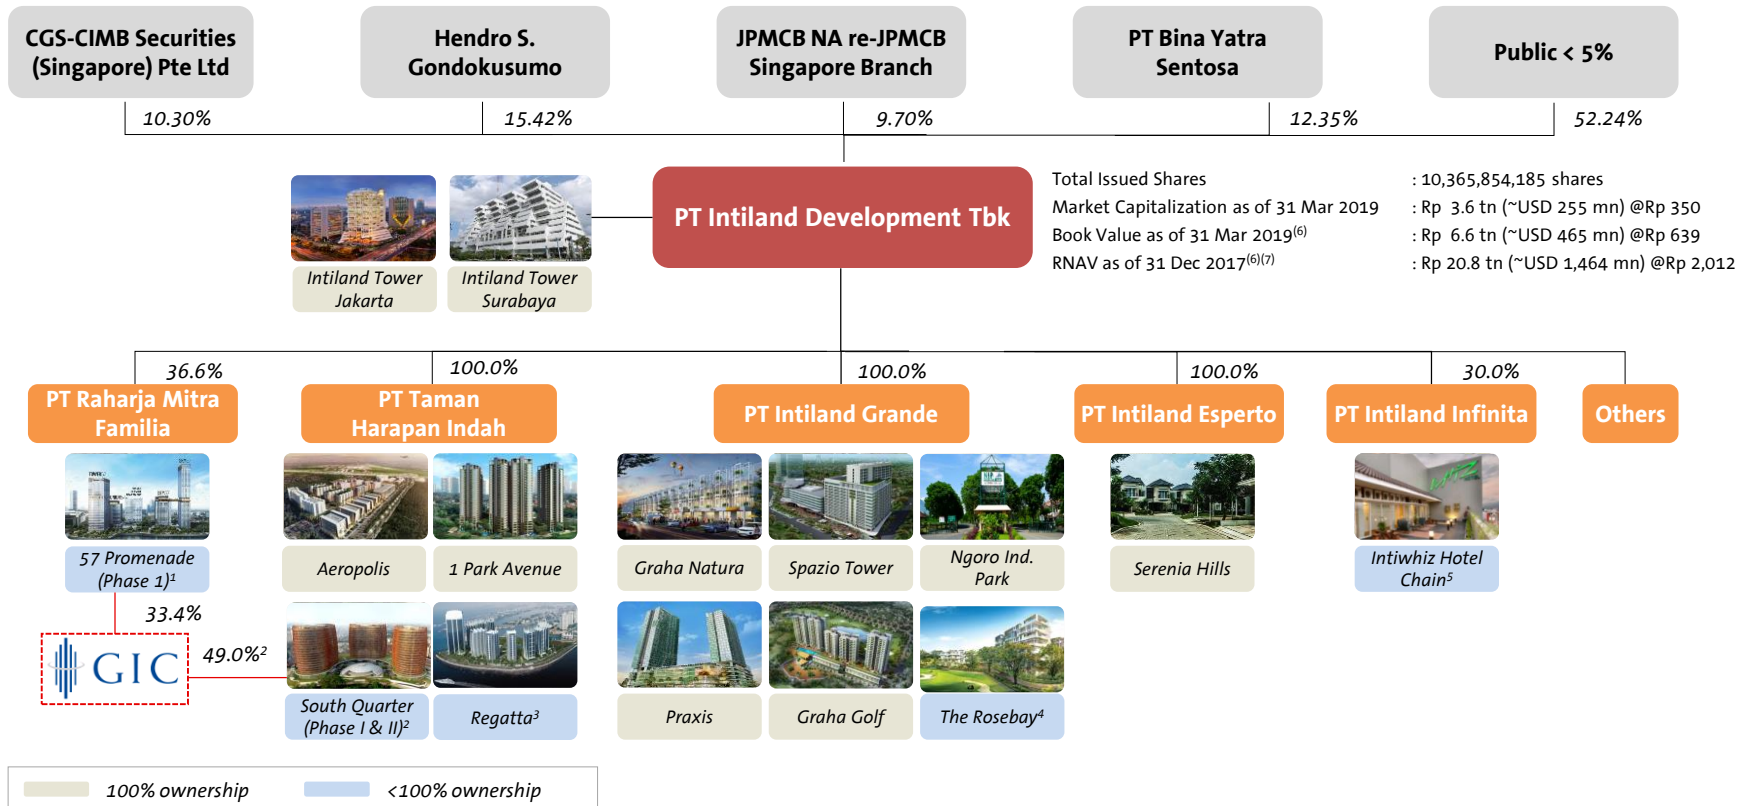 CGS-CIMB Securities
(Singapore) Pte Ltd
Hendro S.
Gondokusumo
JPMCB NA re-JPMCB
Singapore Branch
PT Bina Yatra
Sentosa
Public < 5%
10.30%
15.42%
9.70%
12.35%
52.24%
Intiland Tower
Jakarta
Intiland Tower
Surabaya
PT Intiland Development Tbk
Total Issued Shares : 10,365,854,185 shares
Market Capitalization as of 31 Mar 2019 : Rp 3.6 tn (~USD 255 mn) @Rp 350
Book Value as of 31 Mar 2019(6) : Rp 6.6 tn (~USD 465 mn) @Rp 639
RNAV as of 31 Dec 2017(6)(7) : Rp 20.8 tn (~USD 1,464 mn) @Rp 2,012
36.6%
100.0%
100.0%
100.0%
30.0%
PT Raharja Mitra
Familia
PT Taman
Harapan Indah
PT Intiland Grande
PT Intiland Esperto
PT Intiland Infinita
Others
57 Promenade
(Phase 1)1
Aeropolis
1 Park Avenue
Graha Natura
Spazio Tower
Ngoro Ind.
Park
Serenia Hills
Intiwhiz Hotel
Chain5
33.4%
GIC
49.0%2
South Quarter
(Phase I & II)2
Regatta3
Praxis
Graha Golf
The Rosebay4
100% ownership
<100% ownership